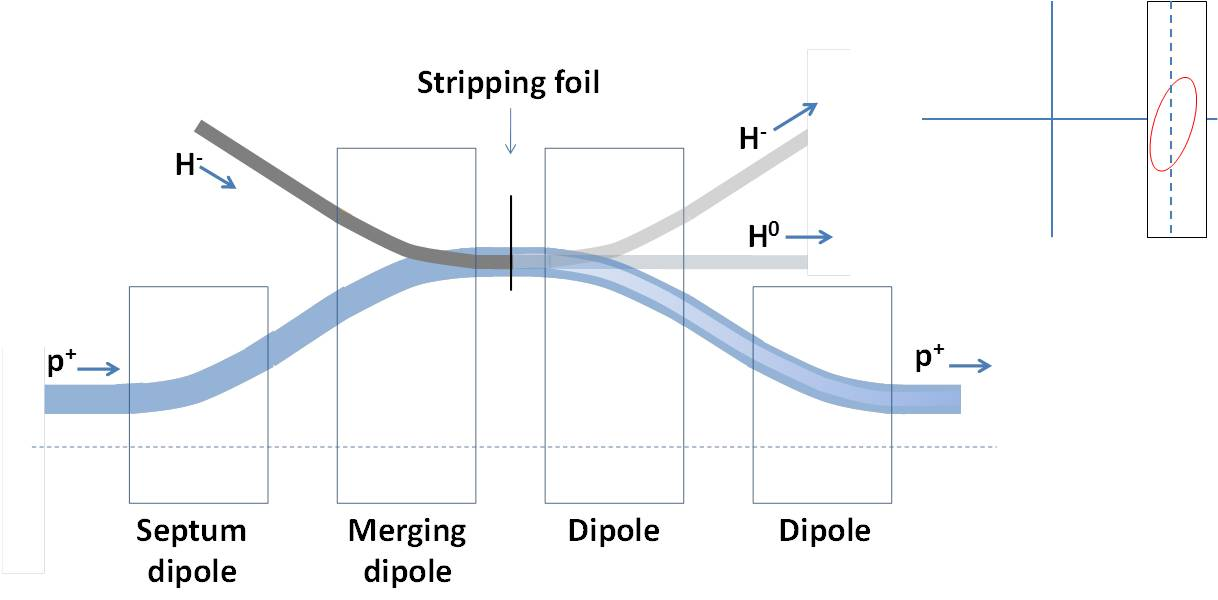 Stripping foil
H-
H-
H0
p+
p+
Septum
dipole
Merging
dipole
Dipole
Dipole